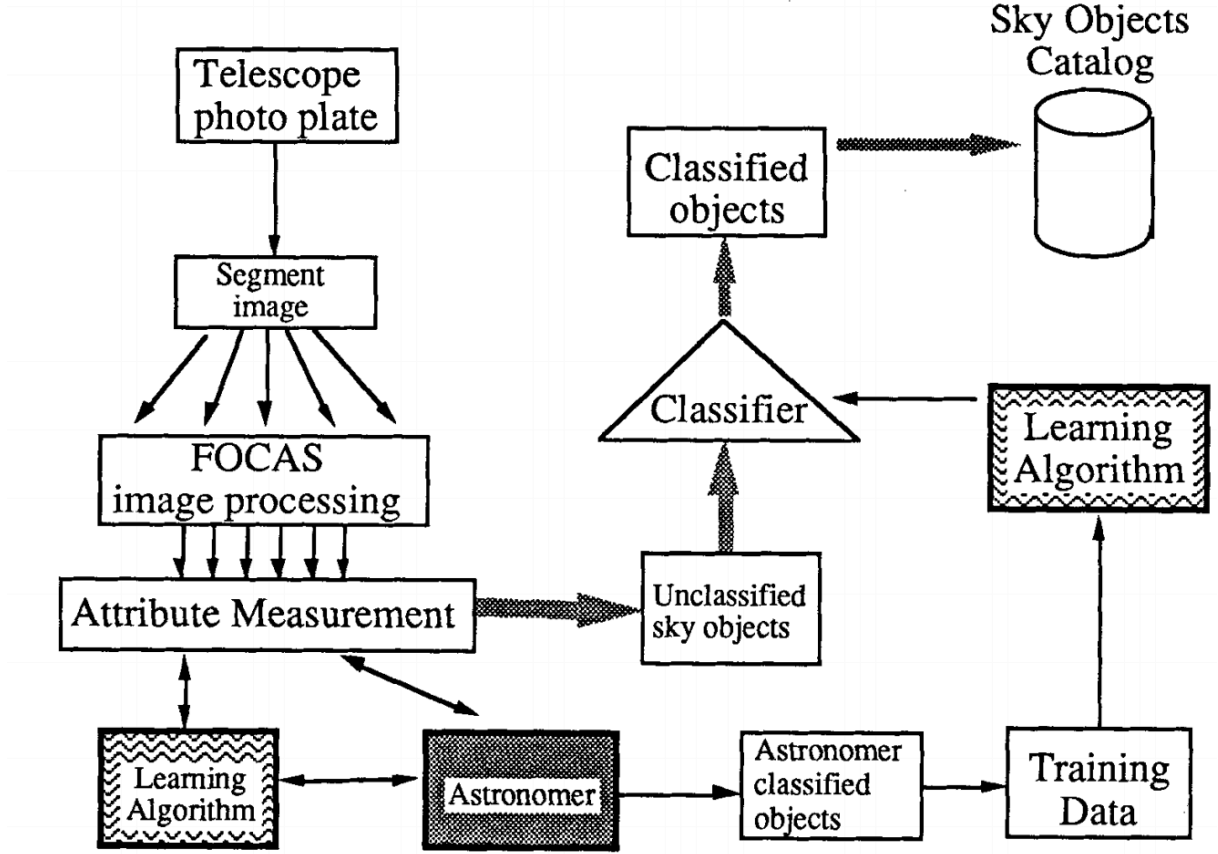 Sky Objects
Catalog
Telescope
photo plate
Classified
objects
Segment
image
Classifier
Learning
Algorithm
FOCAS
image processing
Attribute Measurement
Unclassified
sky objects
Learning
Algorithm
Astronomer
Astronomer
classified
objects
Training
Data